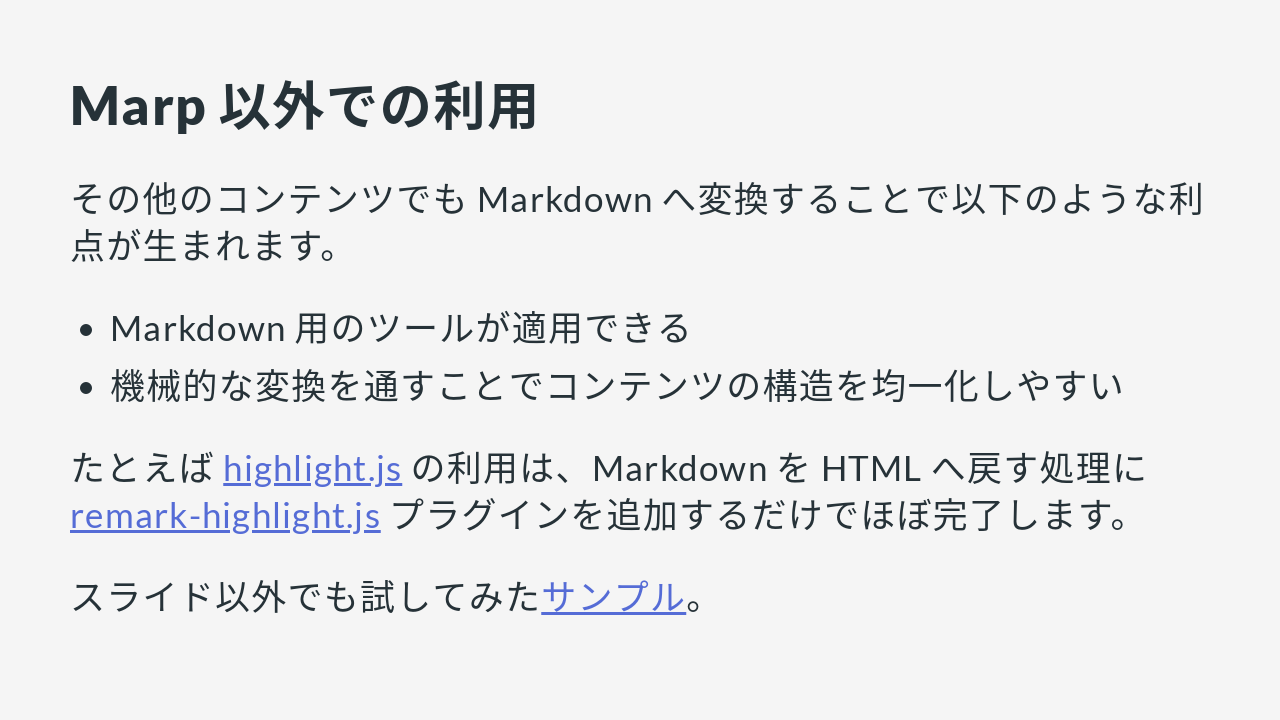 Marp 以外での利用
その他のコンテンツでも Markdown へ変換することで以下のような利
点が生まれます。
• Markdown 用のツールが適用できる
• 機械的な変換を通すことでコンテンツの構造を均一化しやすい
たとえば highlight.js の利用は、Markdown を HTML へ戻す処理に
remark-highlight.js プラグインを追加するだけでほぼ完了します。
スライド以外でも試してみたサンプル。